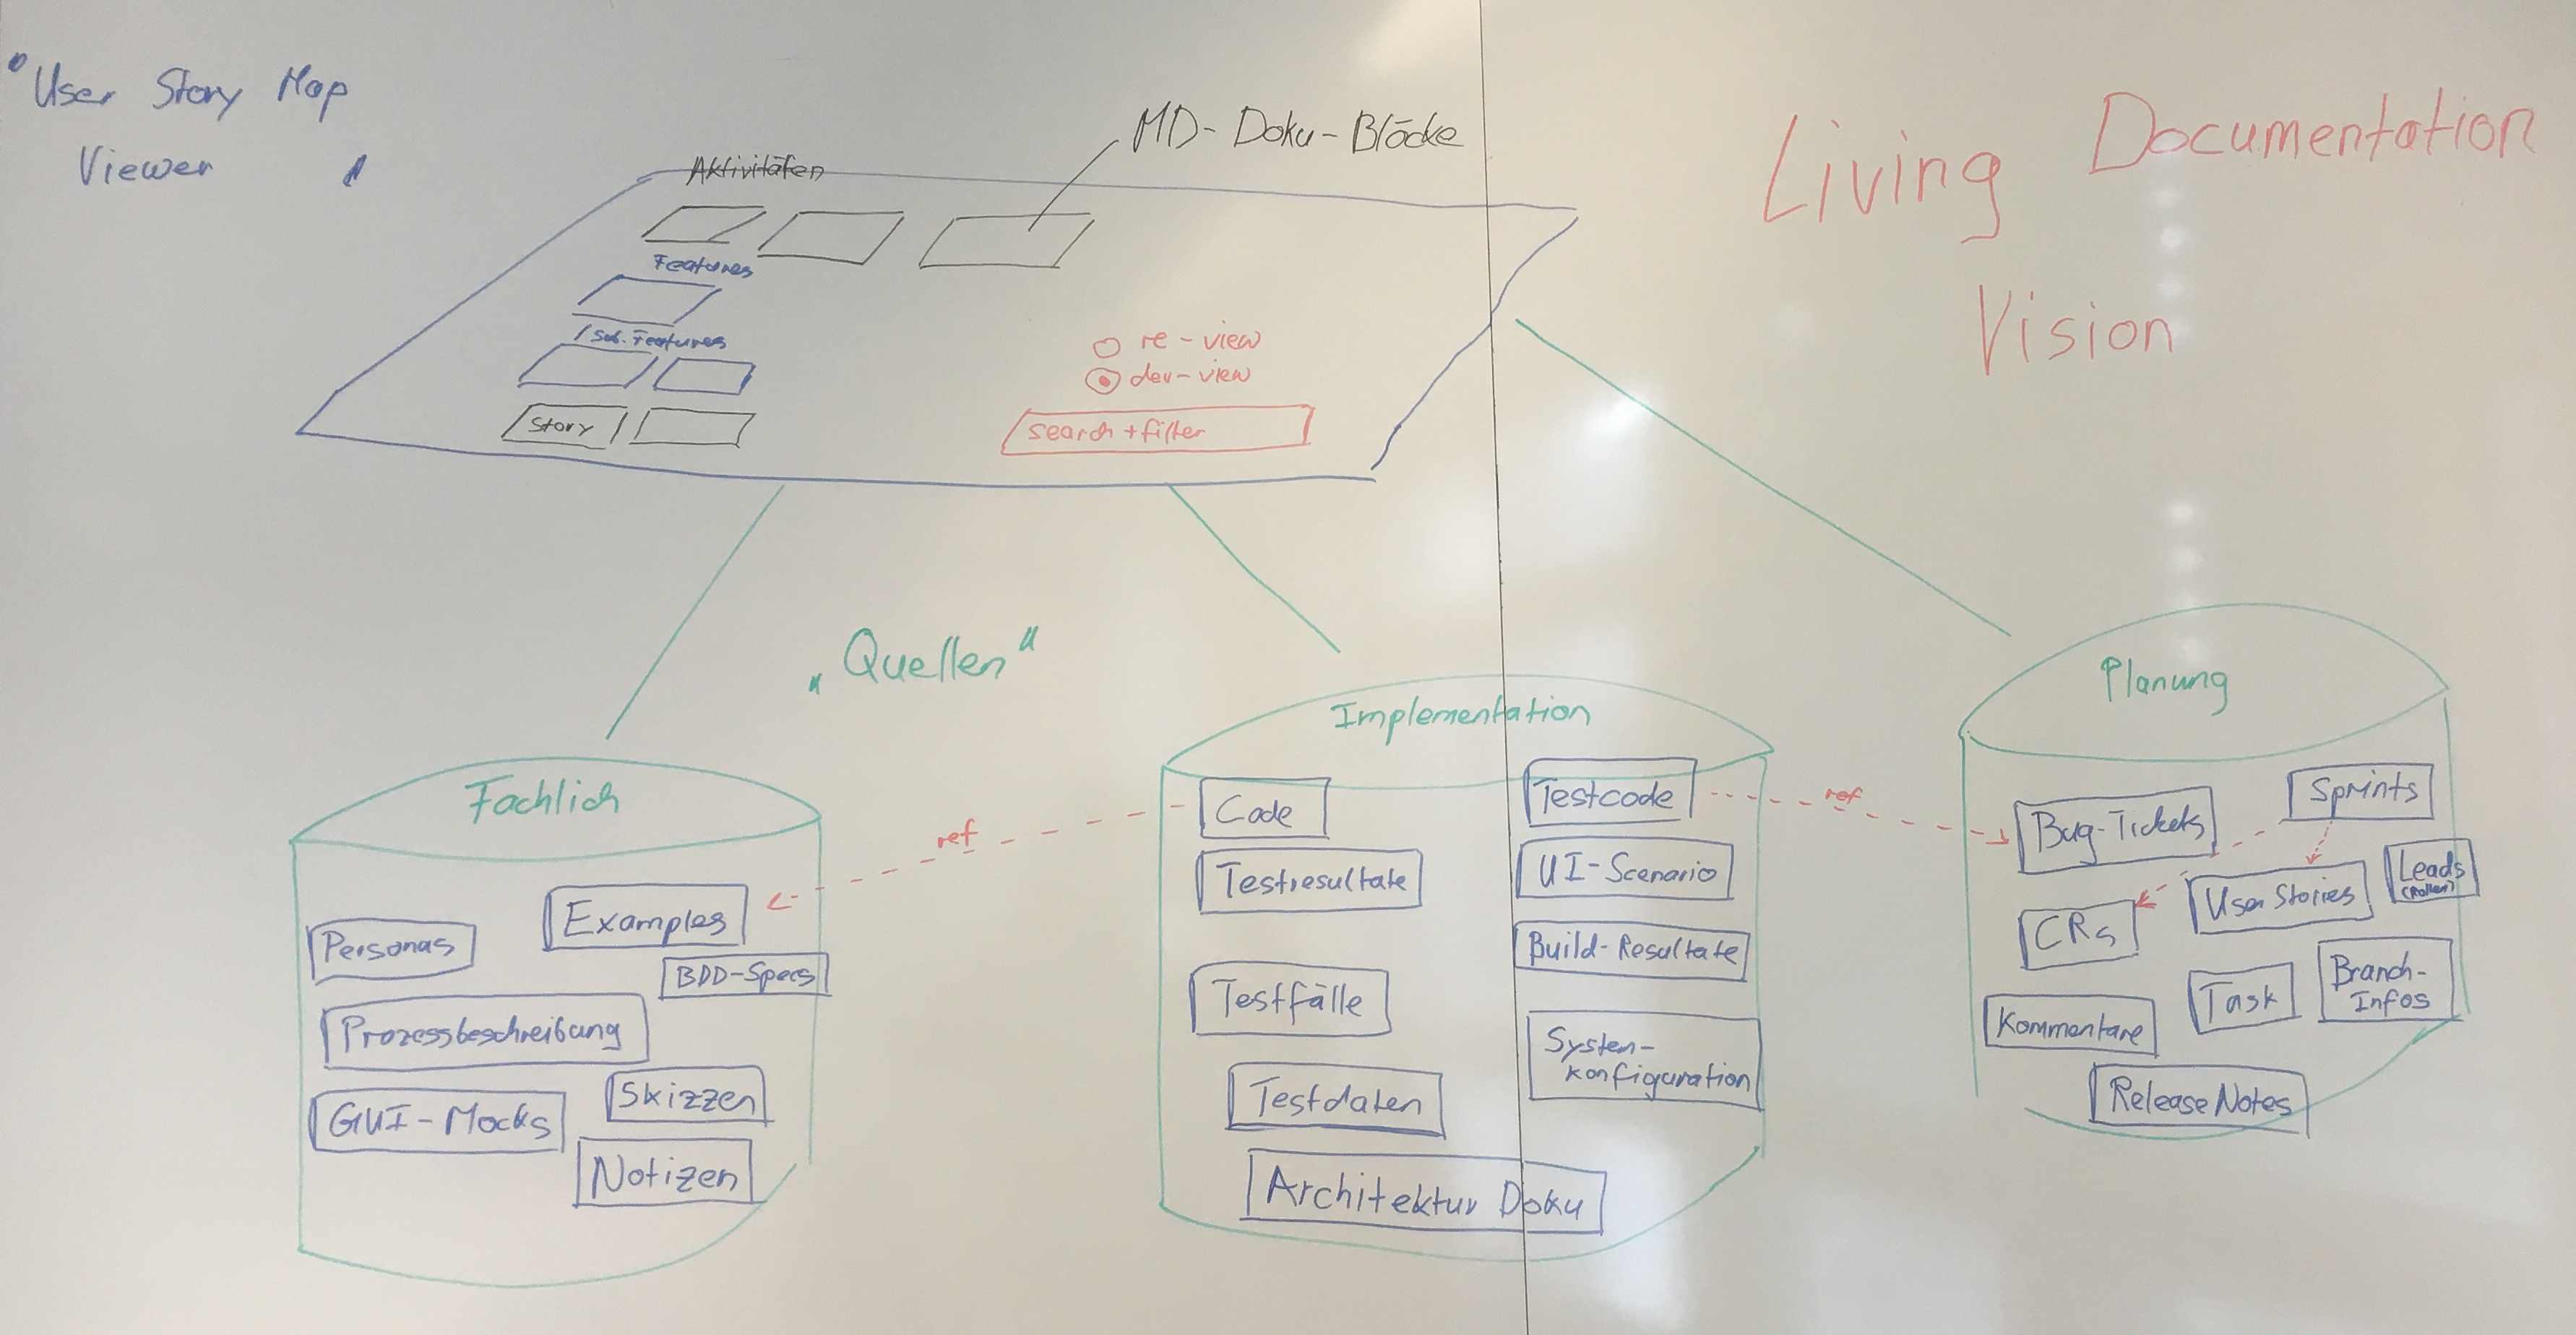 "User Story Map
Viewer "
Living Documentation
Vision
MD-Doku-Blöcke
Aktivitäten
Features
/ Sub-Features
Story
re-view
dev-view
search+filter
„Quellen"
Fachlich
Personas
Examples
BDD-Specs
Prozessbeschreibung
GUI-Mocks
Skizzen
Notizen
ref
Implementation
Code
Testcode
Testresultate
UI-Scenario
Build-Resultate
Testfälle
System-
konfiguration
Testdaten
Architektur Doku
ref
Planung
Bug-Tickets
Sprints
Leads
(Rollen)
User Stories
CRs
Branch-
Infos
Task
Kommentare
Release Notes